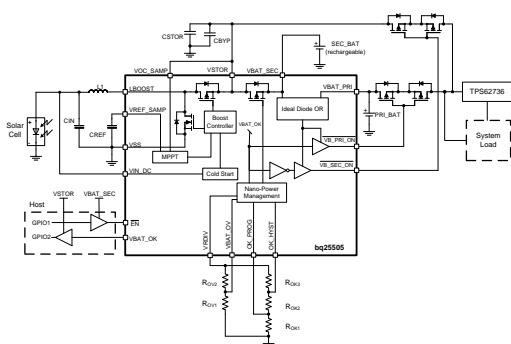 CSTOR
CBYP
SEC_BAT
(rechargeable)
VOC_SAMP
VSTOR
VBAT_SEC
L1
LBOOST
VBAT_PRI
TPS62736
Solar
Cell
CIN
CREF
VREF_SAMP
Boost
Controller
Ideal Diode OR
PRI_BAT
VBAT_OK
System
Load
VSS
MPPT
VB_PRI_ON
VIN_DC
Cold Start
VB_SEC_ON
Nano-Power
Management
Host
VSTOR
VBAT_SEC
GPIO1
EN
GPIO2
VBAT_OK
VRDIV
VBAT_OV
OK_PROG
OK_HYST
bq25505
ROV2
ROK3
ROV1
ROK2
ROK1